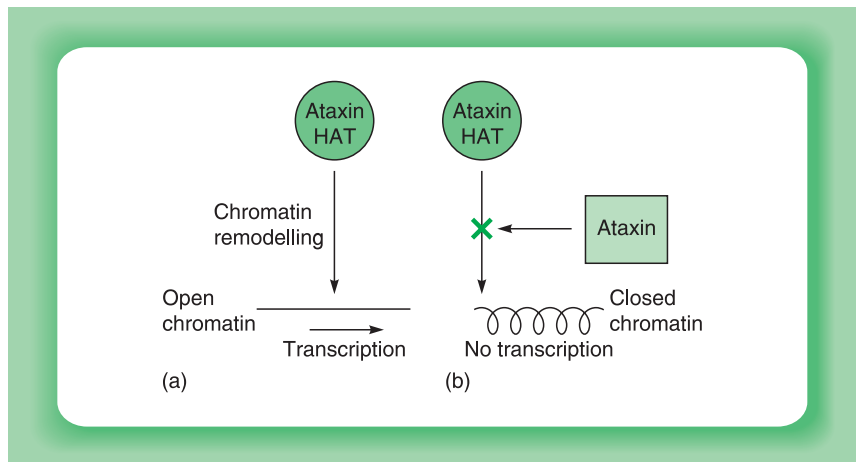 Ataxin
HAT
Ataxin
HAT
Chromatin
remodelling
Ataxin
Open
chromatin
Closed
chromatin
Transcription
No transcription
(a)
(b)